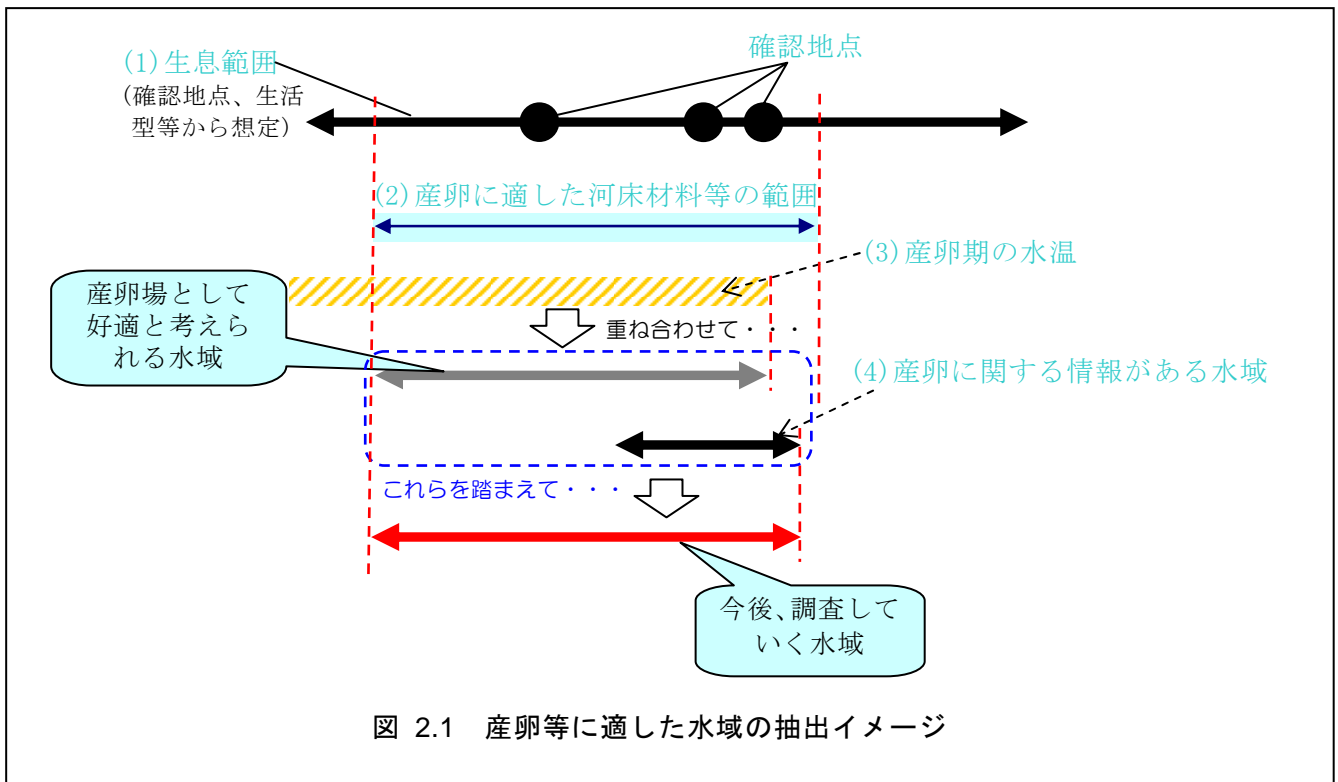 (1)生息範囲
(確認地点、生活
型等から想定)
確認地点
(2)産卵に適した河床材料等の範囲
(3)産卵期の水温
産卵場として
好適と考えら
れる水域
重ね合わせて・・・
(4)産卵に関する情報がある水域
これらを踏まえて・・・
今後、調査して
いく水域
図 2.1 産卵等に適した水域の抽出イメージ